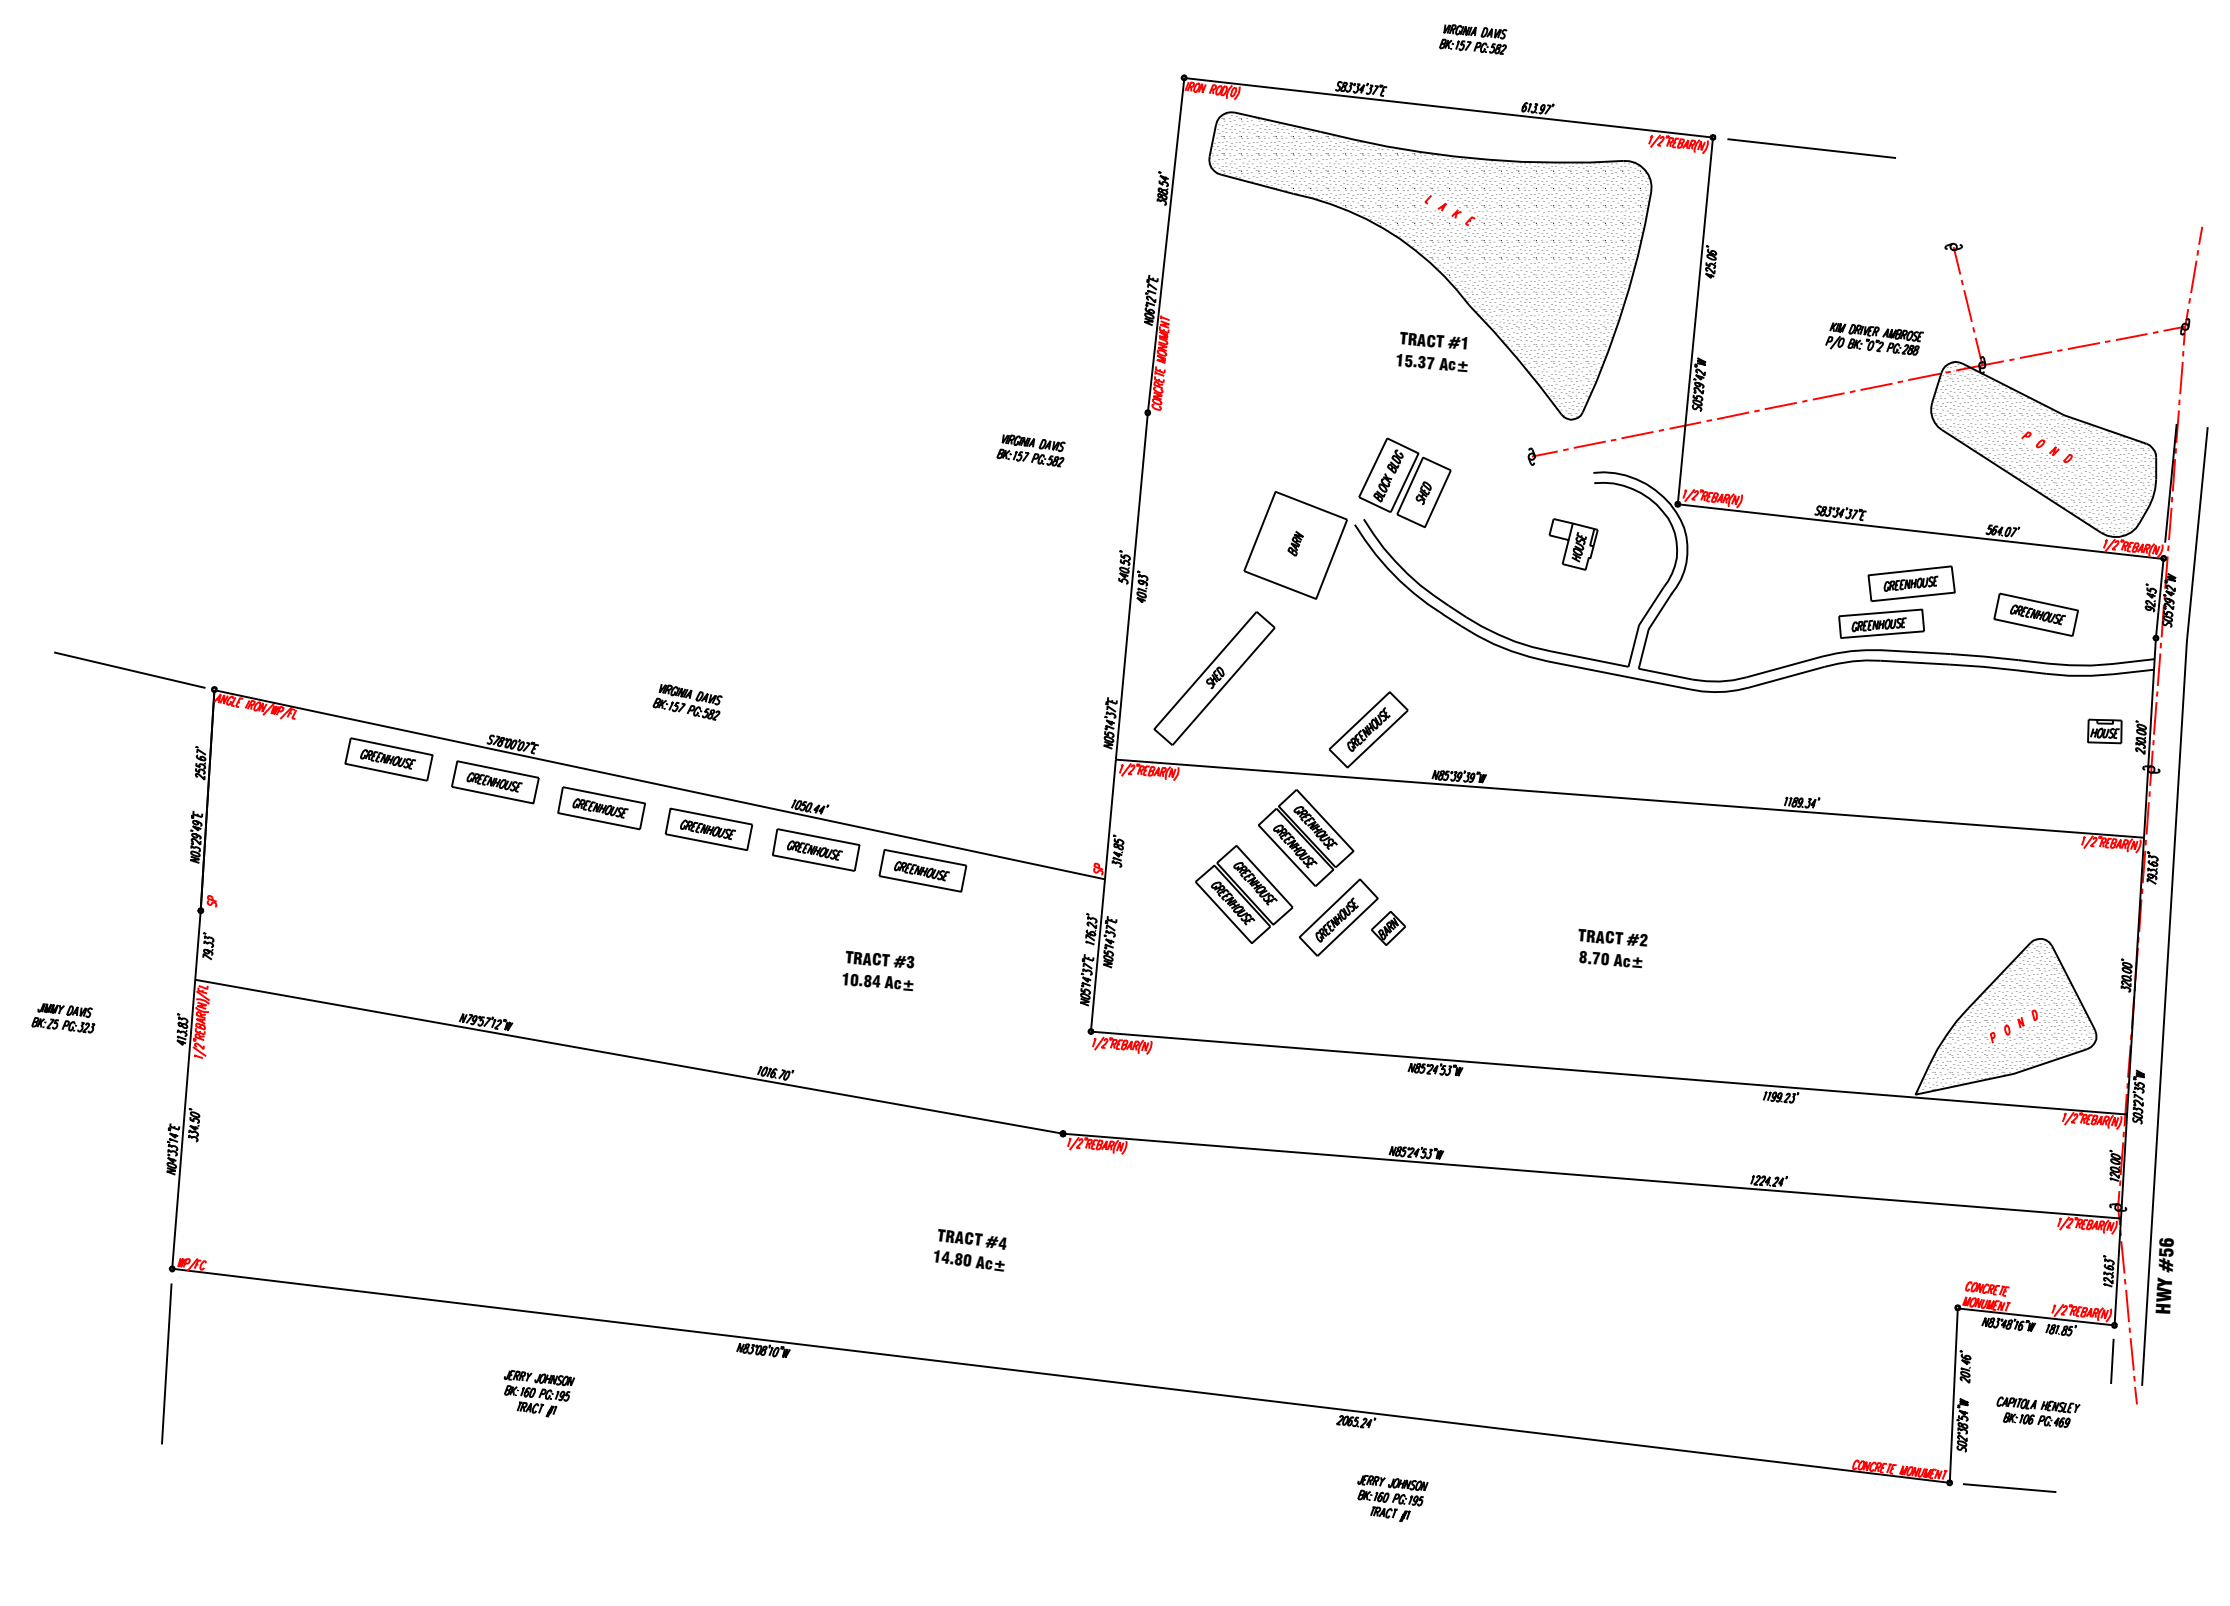 VIRGINIA DAVIS
BK:157 PG:582
IRON ROD(O)
S83°34'37"E
613.97'
1/2"REBAR(N)
388.54'
LAKE
425.06'
N06°12'17"E
CONCRETE MONUMENT
TRACT #1
15.37 Ac±
S05°29'42"W
KIM DRIVER AMBROSE
P/O BK: "O"2 PG:288
POND
VIRGINIA DAVIS
BK:157 PG:582
BLOCK BLDG
SHED
BARN
HOUSE
1/2"REBAR(N)
S83°34'37"E
564.07'
1/2"REBAR(N)
540.55'
401.93'
GREENHOUSE
GREENHOUSE
GREENHOUSE
92.45'
S05°29'42"W
SHED
GREENHOUSE
N05°14'37"E
HOUSE
230.00'
1/2"REBAR(N)
N85°39'39"W
1189.34'
1/2"REBAR(N)
793.63'
VIRGINIA DAVIS
BK:157 PG:582
ANGLE IRON/WP/FL
S78°00'07"E
1050.44'
255.67'
N03°29'49"E
GREENHOUSE
GREENHOUSE
GREENHOUSE
GREENHOUSE
GREENHOUSE
GREENHOUSE
SP
SP
314.85'
GREENHOUSE
GREENHOUSE
GREENHOUSE
GREENHOUSE
GREENHOUSE
BARN
79.33'
N05°14'37"E 176.23'
N05°14'37"E
TRACT #2
8.70 Ac±
TRACT #3
10.84 Ac±
320.00'
POND
JIMMY DAVIS
BK:Z5 PG:323
413.83'
1/2"REBAR(N)/FL
N79°57'12"W
1016.70'
1/2"REBAR(N)
N85°24'53"W
1199.23'
1/2"REBAR(N)
S03°27'35"W
N04°33'14"E
334.50'
1/2"REBAR(N)
N85°24'53"W
1224.24'
120.00'
1/2"REBAR(N)
TRACT #4
14.80 Ac±
WP/FC
123.63'
HWY #56
CONCRETE
MONUMENT
1/2"REBAR(N)
N83°48'16"W 181.85'
N83°08'10"W
2065.24'
S02°38'54"W 201.46'
CAPITOLA HENSLEY
BK:106 PG:469
JERRY JOHNSON
BK:160 PG:195
TRACT #1
CONCRETE MONUMENT
JERRY JOHNSON
BK:160 PG:195
TRACT #1